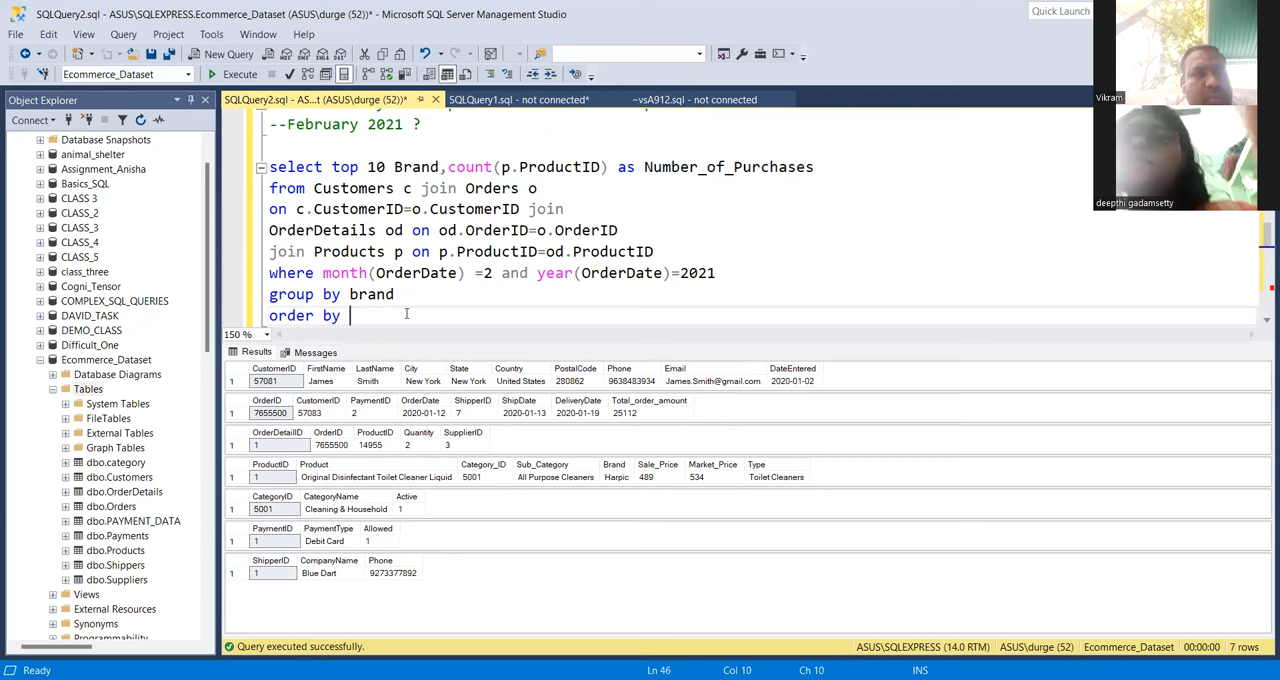 SQLQuery2.sql - ASUS\SQLEXPRESS.Ecommerce_Dataset (ASUS\durge (52))* - Microsoft SQL Server Management Studio
Quick Launch
File Edit View Query Project Tools Window Help
New Query
Ecommerce_Dataset Execute
Object Explorer
SQLQuery2.sql - AS...t (ASUS\durge (52))* SQLQuery1.sql - not connected* ~vsA912.sql - not connected
Vikram
deepthi gadamsetty
Connect
Database Snapshots
animal_shelter
Assignment_Anisha
Basics_SQL
CLASS 3
CLASS_2
CLASS_3
CLASS_4
CLASS_5
class_three
Cogni_Tensor
COMPLEX_SQL_QUERIES
DAVID_TASK
DEMO_CLASS
Difficult_One
Ecommerce_Dataset
Database Diagrams
Tables
System Tables
FileTables
External Tables
Graph Tables
dbo.category
dbo.Customers
dbo.OrderDetails
dbo.Orders
dbo.PAYMENT_DATA
dbo.Payments
dbo.Products
dbo.Shippers
dbo.Suppliers
Views
External Resources
Synonyms
Programmability
--February 2021 ?
select top 10 Brand,count(p.ProductID) as Number_of_Purchases
from Customers c join Orders o
on c.CustomerID=o.CustomerID join
OrderDetails od on od.OrderID=o.OrderID
join Products p on p.ProductID=od.ProductID
where month(OrderDate) =2 and year(OrderDate)=2021
group by brand
order by
150 %
Results Messages
CustomerID FirstName LastName City State Country PostalCode Phone Email DateEntered
1 57081 James Smith New York New York United States 280862 9638483934 James.Smith@gmail.com 2020-01-02
OrderID CustomerID PaymentID OrderDate ShipperID ShipDate DeliveryDate Total_order_amount
1 7655500 57083 2 2020-01-12 7 2020-01-13 2020-01-19 25112
OrderDetailID OrderID ProductID Quantity SupplierID
1 1 7655500 14955 2 3
ProductID Product Category_ID Sub_Category Brand Sale_Price Market_Price Type
1 1 Original Disinfectant Toilet Cleaner Liquid 5001 All Purpose Cleaners Harpic 489 534 Toilet Cleaners
CategoryID CategoryName Active
1 5001 Cleaning & Household 1
PaymentID PaymentType Allowed
1 1 Debit Card 1
ShipperID CompanyName Phone
1 1 Blue Dart 9273377892
Query executed successfully.
ASUS\SQLEXPRESS (14.0 RTM) ASUS\durge (52) Ecommerce_Dataset 00:00:00 7 rows
Ready Ln 46 Col 10 Ch 10 INS